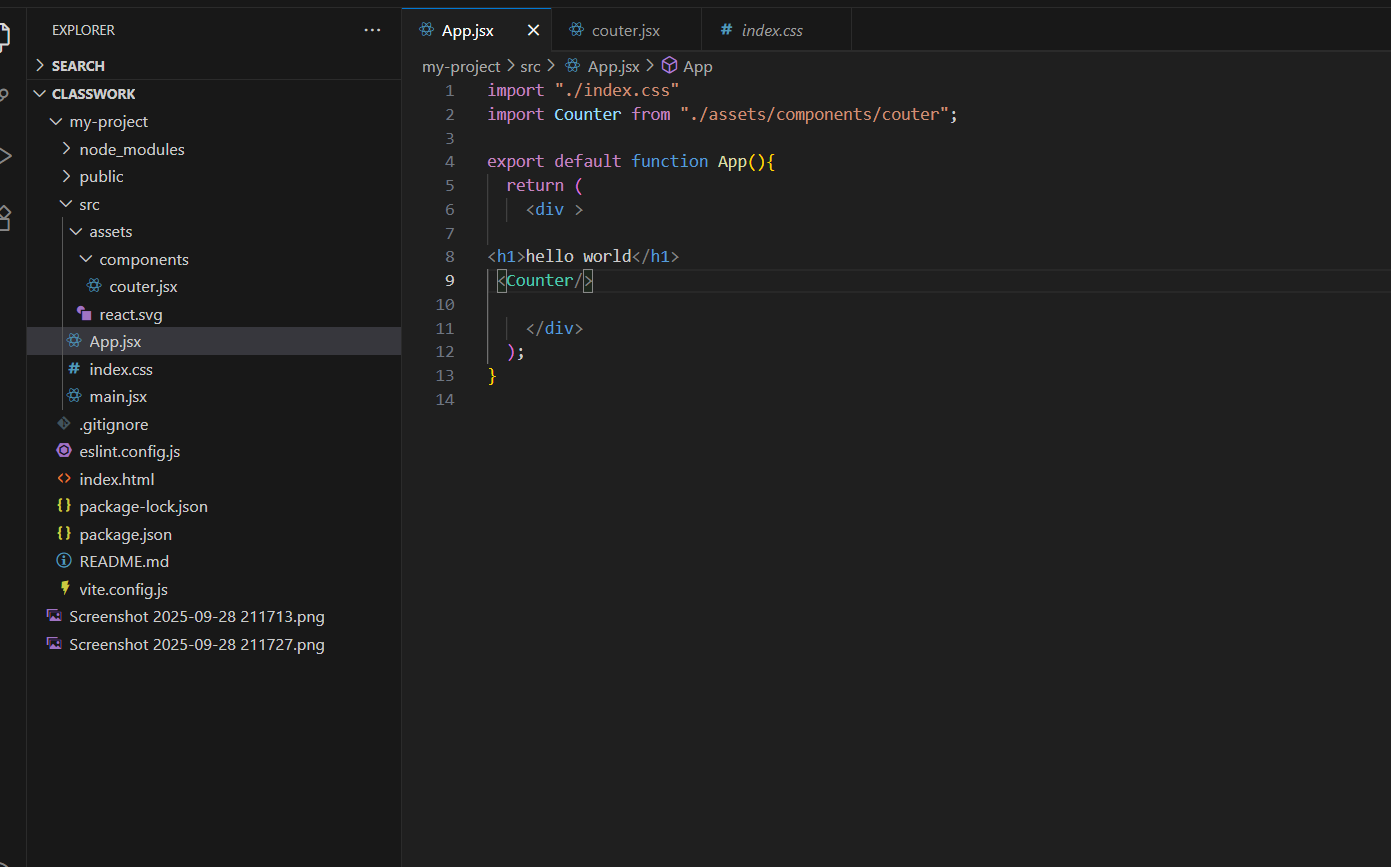 EXPLORER
SEARCH
CLASSWORK
my-project
node_modules
public
src
assets
components
couter.jsx
react.svg
App.jsx
# index.css
main.jsx
.gitignore
eslint.config.js
<> index.html
{} package-lock.json
{} package.json
README.md
vite.config.js
Screenshot 2025-09-28 211713.png
Screenshot 2025-09-28 211727.png
App.jsx × couter.jsx # index.css
my-project > src > App.jsx > App
1 import "./index.css"
2 import Counter from "./assets/components/couter";
3
4 export default function App(){
5 return (
6 <div >
7
8 <h1>hello world</h1>
9 <Counter/>
10
11 </div>
12 );
13 }
14